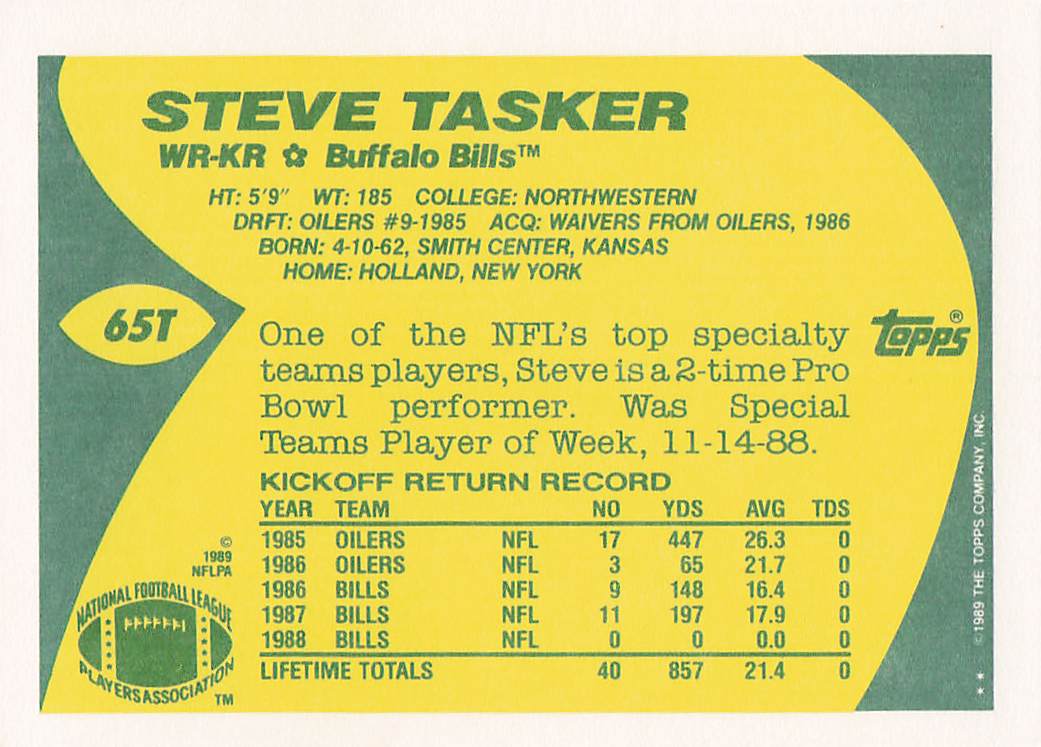 STEVE TASKER
WR-KR Buffalo Bills™
HT: 5'9" WT: 185 COLLEGE: NORTHWESTERN
DRFT: OILERS #9-1985 ACQ: WAIVERS FROM OILERS, 1986
BORN: 4-10-62, SMITH CENTER, KANSAS
HOME: HOLLAND, NEW YORK
65T
topps®
One of the NFL's top specialty
teams players, Steve is a 2-time Pro
Bowl performer. Was Special
Teams Player of Week, 11-14-88.
KICKOFF RETURN RECORD
YEAR TEAM NO YDS AVG TDS
1985 OILERS NFL 17 447 26.3 0
1986 OILERS NFL 3 65 21.7 0
1986 BILLS NFL 9 148 16.4 0
1987 BILLS NFL 11 197 17.9 0
1988 BILLS NFL 0 0 0.0 0
LIFETIME TOTALS 40 857 21.4 0
©
1989
NFLPA
NATIONAL FOOTBALL LEAGUE
PLAYERS ASSOCIATION
TM
** ©1989 THE TOPPS COMPANY, INC.